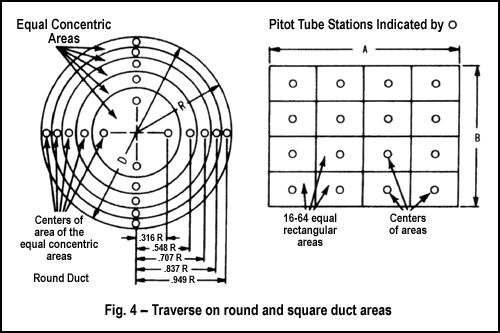 Equal Concentric
Areas
Pitot Tube Stations Indicated by O
A
R
D
B
Centers of
area of the
equal concentric
areas
Round Duct
.316 R
.548 R
.707 R
.837 R
.949 R
16-64 equal
rectangular
areas
Centers
of areas
Fig. 4 – Traverse on round and square duct areas